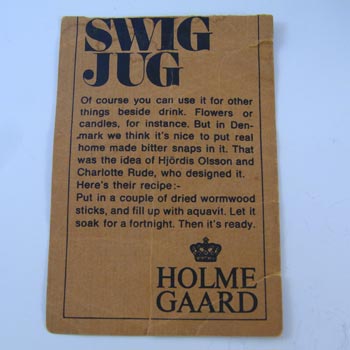 SWIG
JUG
Of course you can use it for other
things beside drink. Flowers or
candles, for instance. But in Den-
mark we think it's nice to put real
home made bitter snaps in it. That
was the idea of Hjördis Olsson and
Charlotte Rude, who designed it.
Here's their recipe:-
Put in a couple of dried wormwood
sticks, and fill up with aquavit. Let it
soak for a fortnight. Then it's ready.
HOLME
GAARD